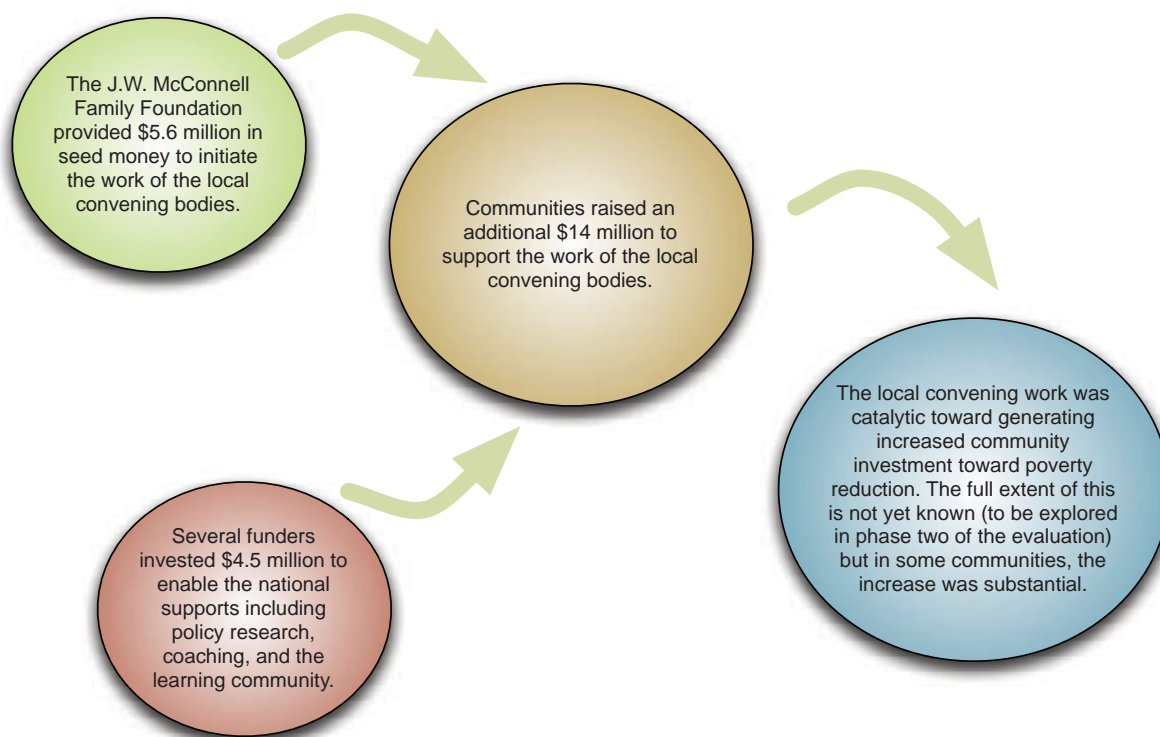 The J.W. McConnell
Family Foundation
provided $5.6 million in
seed money to initiate
the work of the local
convening bodies.
Communities raised an
additional $14 million to
support the work of the local
convening bodies.
Several funders
invested $4.5 million to
enable the national
supports including
policy research,
coaching, and the
learning community.
The local convening work was
catalytic toward generating
increased community
investment toward poverty
reduction. The full extent of this
is not yet known (to be explored
in phase two of the evaluation)
but in some communities, the
increase was substantial.